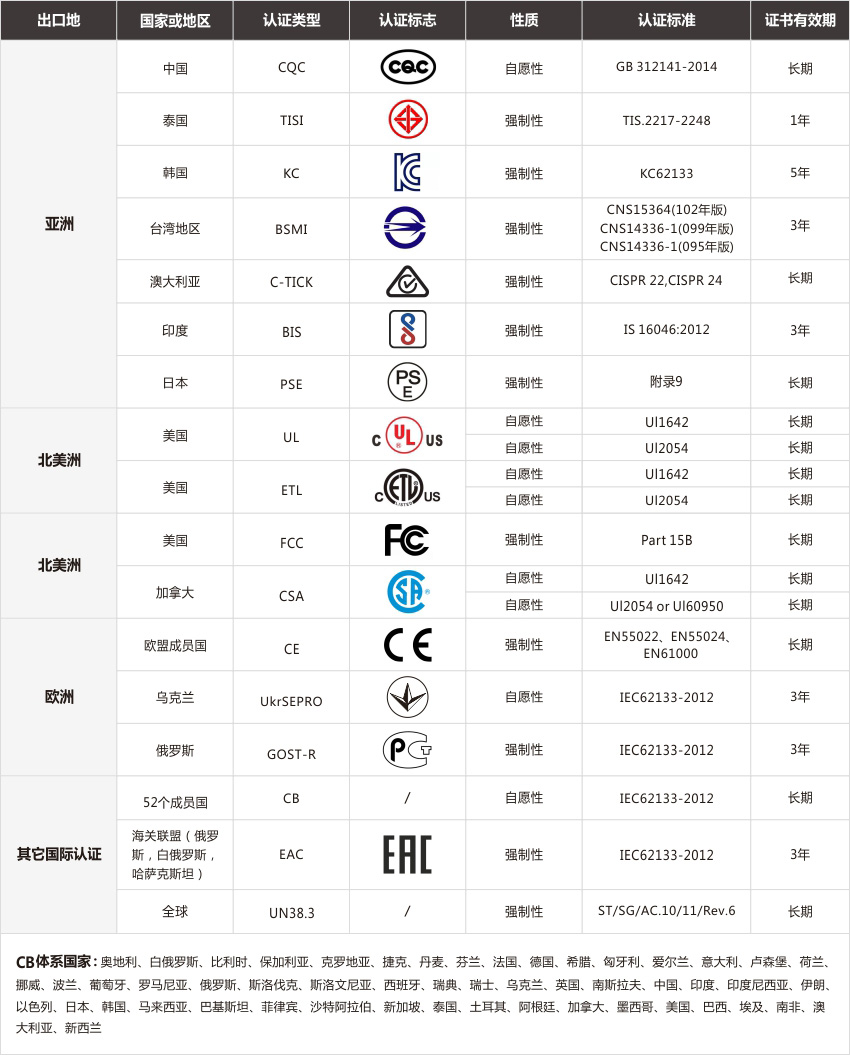 出口地 国家或地区 认证类型 认证标志 性质 认证标准 证书有效期
亚洲
中国 CQC CQC 自愿性 GB 312141-2014 长期
泰国 TISI 强制性 TIS.2217-2248 1年
韩国 KC KC 强制性 KC62133 5年
台湾地区 BSMI 强制性 CNS15364(102年版)
CNS14336-1(099年版)
CNS14336-1(095年版) 3年
澳大利亚 C-TICK 强制性 CISPR 22,CISPR 24 长期
印度 BIS 强制性 IS 16046:2012 3年
日本 PSE PS
E 强制性 附录9 长期
北美洲
美国 UL C UL ® US 自愿性 Ul1642 长期
自愿性 Ul2054 长期
美国 ETL C ETL US 自愿性 Ul1642 长期
自愿性 Ul2054 长期
北美洲
美国 FCC FC 强制性 Part 15B 长期
加拿大 CSA CSA ® 自愿性 Ul1642 长期
自愿性 Ul2054 or Ul60950 长期
欧洲
欧盟成员国 CE CE 强制性 EN55022、EN55024、
EN61000 长期
乌克兰 UkrSEPRO 自愿性 IEC62133-2012 3年
俄罗斯 GOST-R PCT 强制性 IEC62133-2012 3年
其它国际认证
52个成员国 CB / 自愿性 IEC62133-2012 长期
海关联盟（俄罗
斯，白俄罗斯，
哈萨克斯坦） EAC EAC 强制性 IEC62133-2012 3年
全球 UN38.3 / 强制性 ST/SG/AC.10/11/Rev.6 长期
CB体系国家：奥地利、白俄罗斯、比利时、保加利亚、克罗地亚、捷克、丹麦、芬兰、法国、德国、希腊、匈牙利、爱尔兰、意大利、卢森堡、荷兰、
挪威、波兰、葡萄牙、罗马尼亚、俄罗斯、斯洛伐克、斯洛文尼亚、西班牙、瑞典、瑞士、乌克兰、英国、南斯拉夫、中国、印度、印度尼西亚、伊朗、
以色列、日本、韩国、马来西亚、巴基斯坦、菲律宾、沙特阿拉伯、新加坡、泰国、土耳其、阿根廷、加拿大、墨西哥、美国、巴西、埃及、南非、澳
大利亚、新西兰